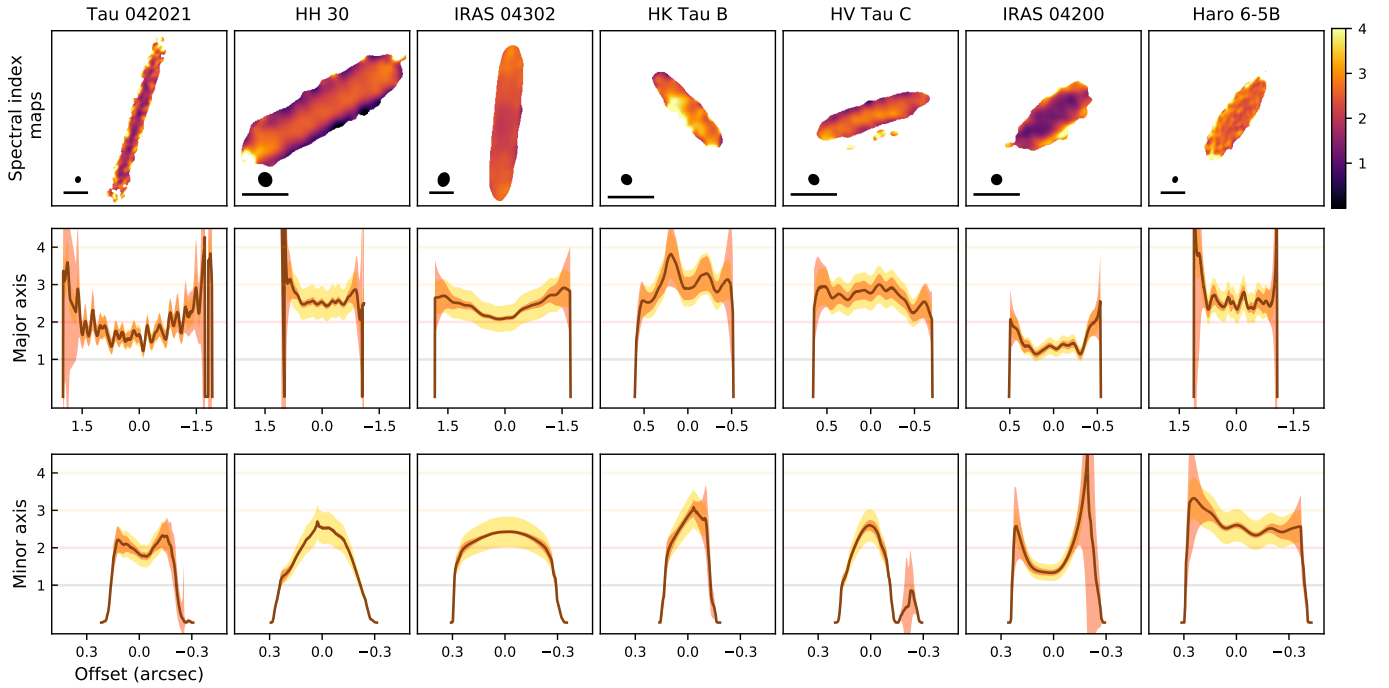 Tau 042021 HH 30 IRAS 04302 HK Tau B HV Tau C IRAS 04200 Haro 6-5B
Spectral index
maps
4
3
2
1
Major axis
4
3
2
1
1.5 0.0 −1.5 1.5 0.0 −1.5 1.5 0.0 −1.5 0.5 0.0 −0.5 0.5 0.0 −0.5 0.5 0.0 −0.5 1.5 0.0 −1.5
Minor axis
4
3
2
1
0.3 0.0 −0.3 0.3 0.0 −0.3 0.3 0.0 −0.3 0.3 0.0 −0.3 0.3 0.0 −0.3 0.3 0.0 −0.3 0.3 0.0 −0.3
Offset (arcsec)